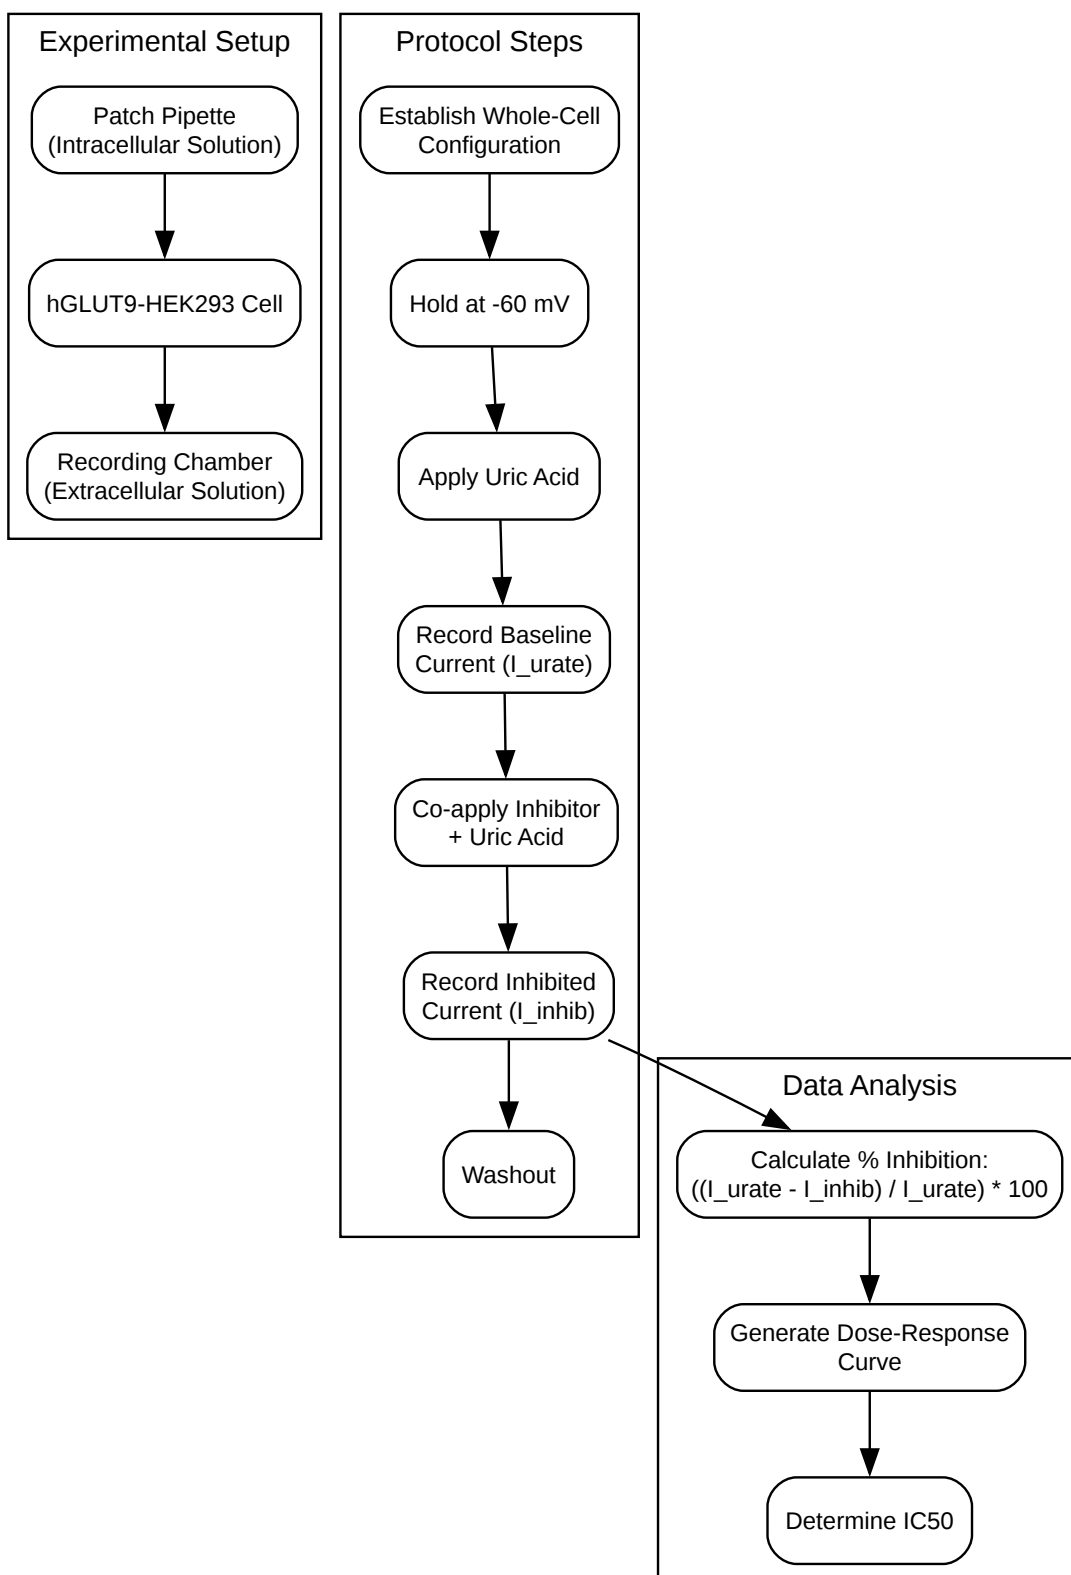 Experimental Setup
Patch Pipette
(Intracellular Solution)
hGLUT9-HEK293 Cell
Recording Chamber
(Extracellular Solution)
Protocol Steps
Establish Whole-Cell
Configuration
Hold at -60 mV
Apply Uric Acid
Record Baseline
Current (I_urate)
Co-apply Inhibitor
+ Uric Acid
Record Inhibited
Current (I_inhib)
Washout
Data Analysis
Calculate % Inhibition:
((I_urate - I_inhib) / I_urate) * 100
Generate Dose-Response
Curve
Determine IC50